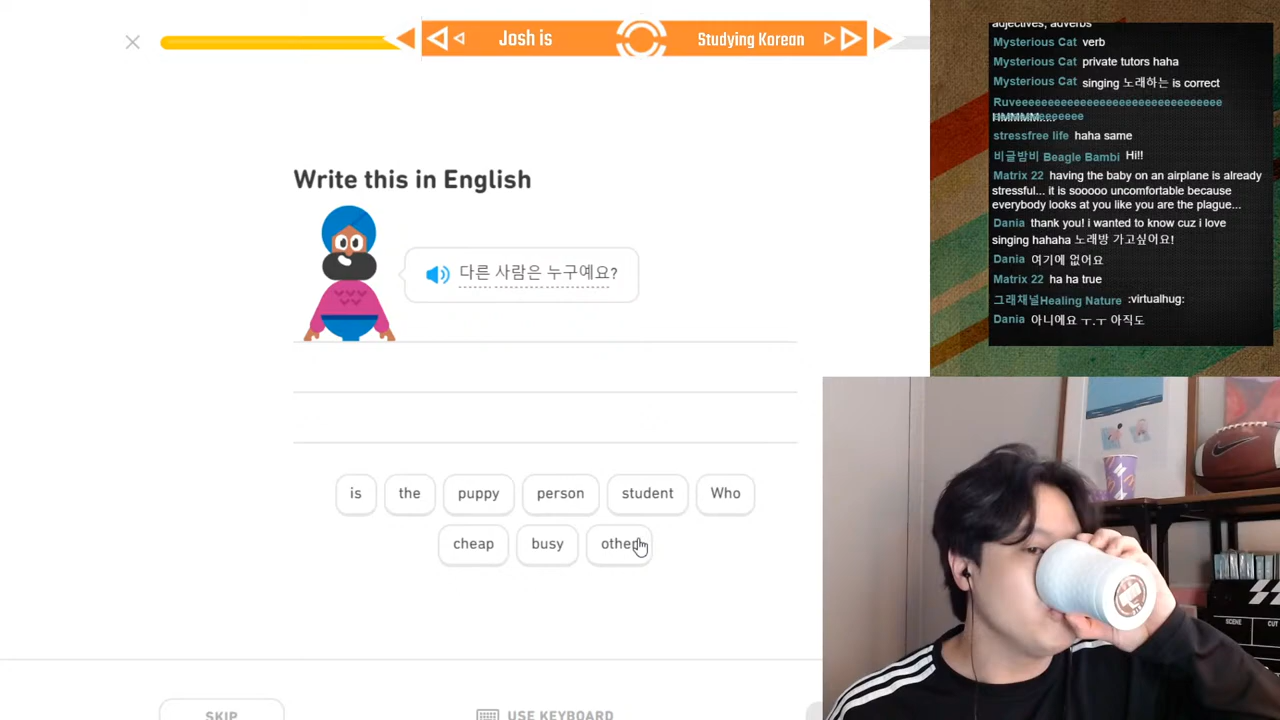 Josh is
Studying Korean
Write this in English
다른 사람은 누구예요?
is the puppy person student Who
cheap busy other
SKIP
USE KEYBOARD
adjectives, adverbs
Mysterious Cat verb
Mysterious Cat private tutors haha
Mysterious Cat singing 노래하는 is correct
stressfree life haha same
비글밤비 Beagle Bambi Hi!!
Matrix 22 having the baby on an airplane is already
stressful... it is sooooo uncomfortable because
everybody looks at you like you are the plague...
Dania thank you! i wanted to know cuz i love
singing hahaha 노래방 가고싶어요!
Dania 여기에 없어요
Matrix 22 ha ha true
그래채널Healing Nature :virtualhug:
Dania 아니에요 ㅜ.ㅜ 아직도
SCENE
CUT